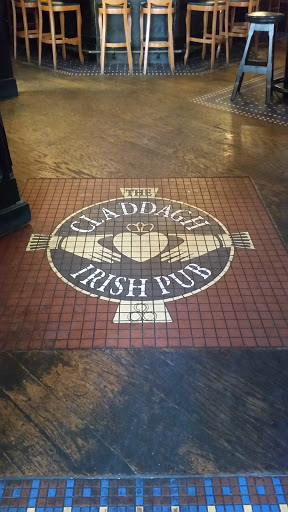 THE
CLADDAGH
IRISH PUB